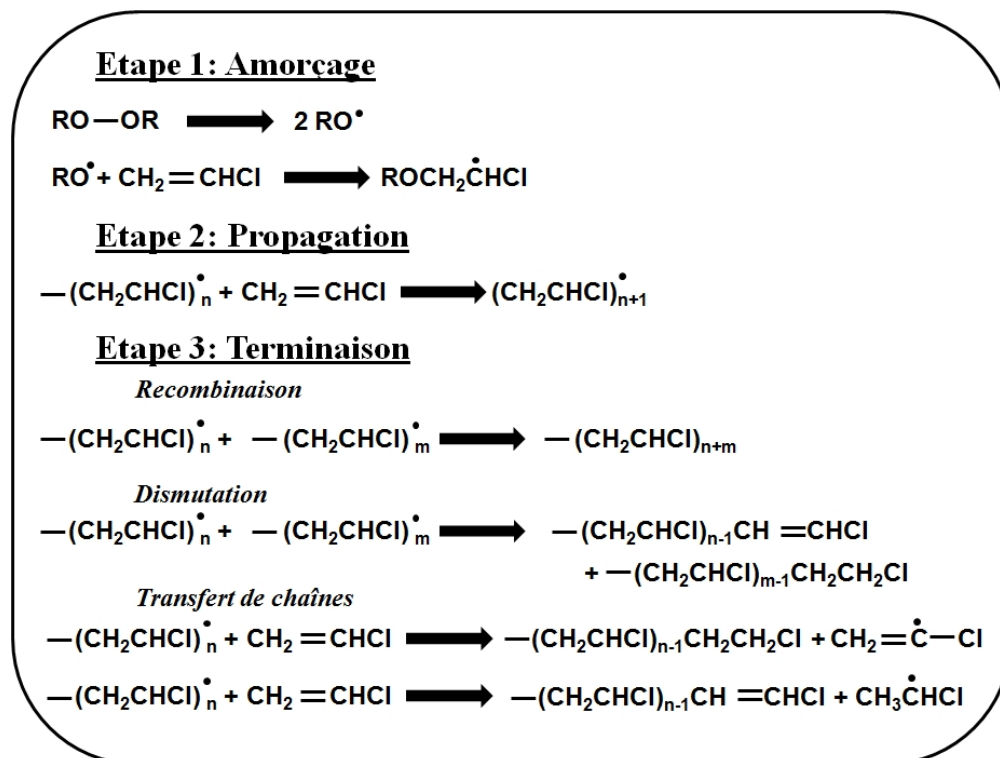 Etape 1: Amorçage
RO—OR → 2 RO•
RO• + CH₂=CHCl → ROCH₂ĊHCl
Etape 2: Propagation
—(CH₂CHCl)•ₙ + CH₂=CHCl → (CH₂CHCl)•ₙ₊₁
Etape 3: Terminaison
Recombinaison
—(CH₂CHCl)•ₙ + —(CH₂CHCl)•ₘ → —(CH₂CHCl)ₙ₊ₘ
Dismutation
—(CH₂CHCl)•ₙ + —(CH₂CHCl)•ₘ → —(CH₂CHCl)ₙ₋₁CH=CHCl
+ —(CH₂CHCl)ₘ₋₁CH₂CH₂Cl
Transfert de chaînes
—(CH₂CHCl)•ₙ + CH₂=CHCl → —(CH₂CHCl)ₙ₋₁CH₂CH₂Cl + CH₂=Ċ—Cl
—(CH₂CHCl)•ₙ + CH₂=CHCl → —(CH₂CHCl)ₙ₋₁CH=CHCl + CH₃ĊHCl